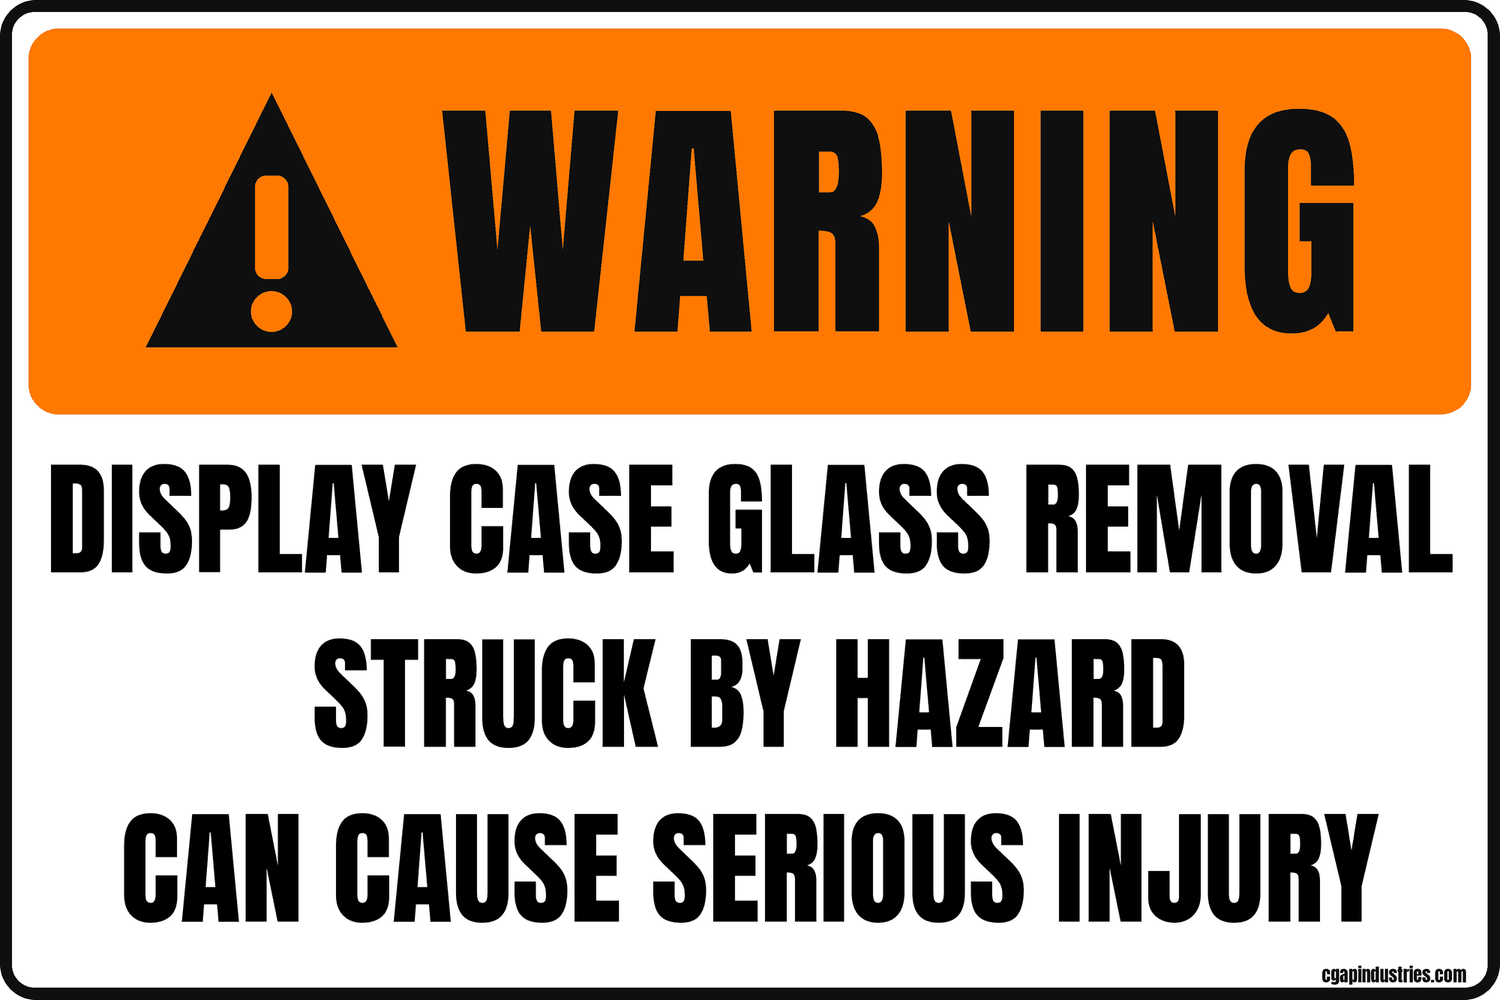 WARNING
DISPLAY CASE GLASS REMOVAL
STRUCK BY HAZARD
CAN CAUSE SERIOUS INJURY
cgapindustries.com